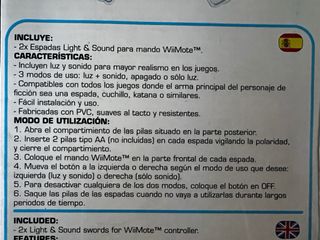 INCLUYE:
- 2x Espadas Light & Sound para mando WiiMote™.
CARACTERÍSTICAS:
- Incluyen luz y sonido para mayor realismo en los juegos.
- 3 modos de uso: luz + sonido, apagado o sólo luz.
- Compatibles con todos los juegos donde el arma principal del personaje de
ficción sea una espada, cuchillo, katana o similares.
- Fácil instalación y uso.
- Fabricadas con PVC, suaves al tacto y resistentes.
MODO DE UTILIZACIÓN:
1. Abra el compartimento de las pilas situado en la parte posterior.
2. Inserte 2 pilas tipo AA (no incluidas) en cada espada vigilando la polaridad,
y cierre el compartimento.
3. Coloque el mando WiiMote™ en la parte frontal de cada espada.
4. Mueva el botón a la izquierda o derecha según el modo de uso que desee:
izquierda (luz y sonido) o derecha (sólo sonido).
5. Para desactivar cualquiera de los dos modos, coloque el botón en OFF.
6. Saque las pilas de las espadas cuando no vaya a utilizarlas durante largos
periodos de tiempo.
INCLUDED:
- 2x Light & Sound swords for WiiMote™ controller.
FEATURES: